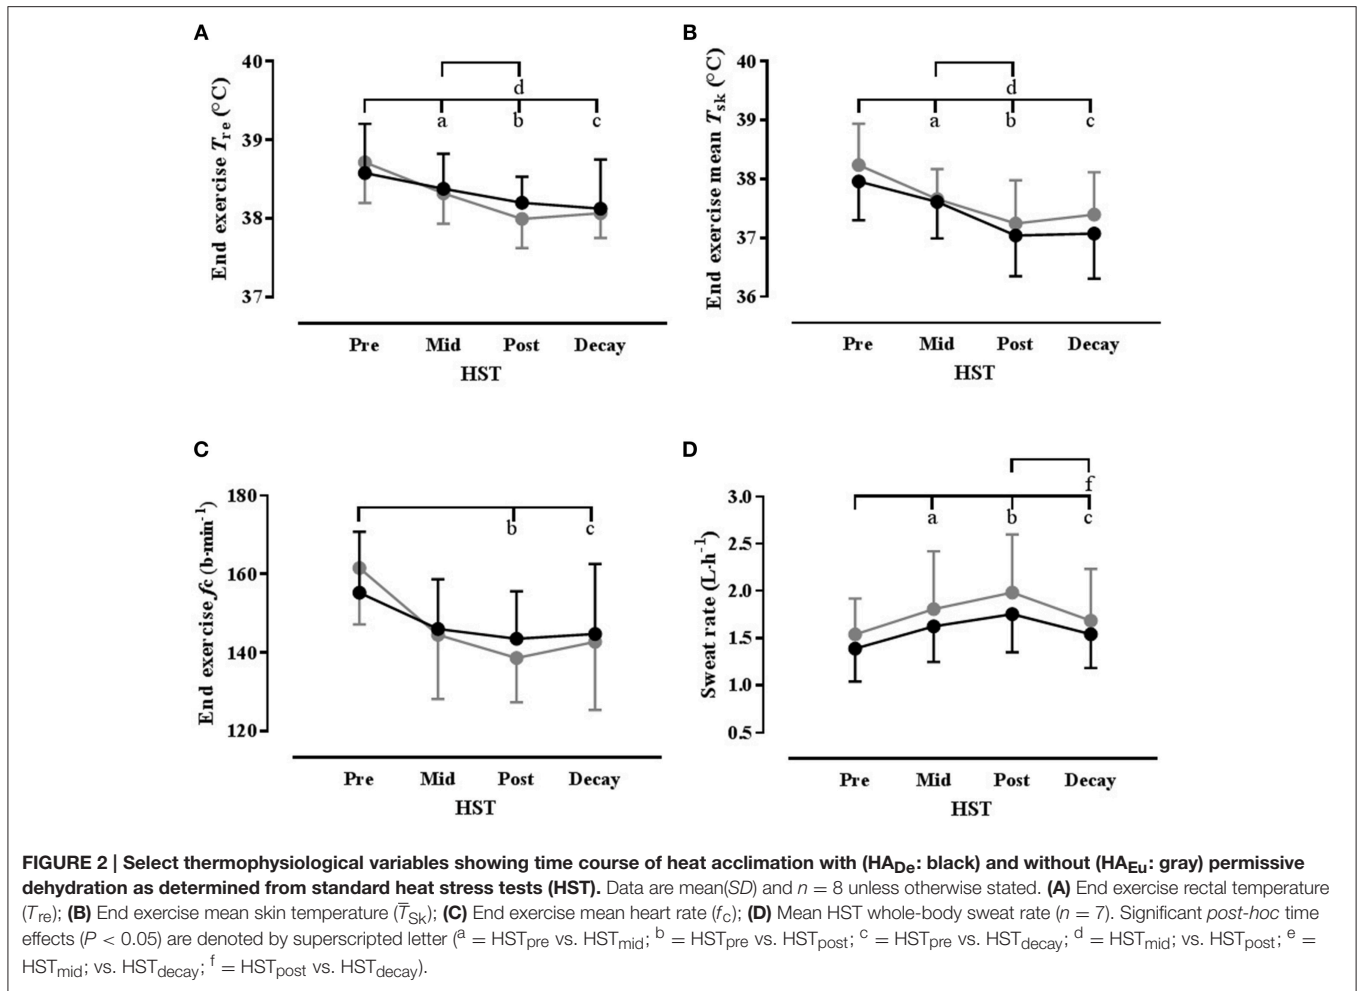 A
End exercise Tre (°C)
40
39
38
37
d
a b c
Pre Mid Post Decay
HST
B
End exercise mean Tsk (°C)
40
39
38
37
36
d
a b c
Pre Mid Post Decay
HST
C
End exercise fc (b·min-1)
180
160
140
120
b c
Pre Mid Post Decay
HST
D
Sweat rate (L·h-1)
3.0
2.5
2.0
1.5
1.0
0.5
f
a b c
Pre Mid Post Decay
HST
FIGURE 2 | Select thermophysiological variables showing time course of heat acclimation with (HADe: black) and without (HAEu: gray) permissive
dehydration as determined from standard heat stress tests (HST). Data are mean(SD) and n = 8 unless otherwise stated. (A) End exercise rectal temperature
(Tre); (B) End exercise mean skin temperature (T̅Sk); (C) End exercise mean heart rate (fc); (D) Mean HST whole-body sweat rate (n = 7). Significant post-hoc time
effects (P < 0.05) are denoted by superscripted letter (a = HSTpre vs. HSTmid; b = HSTpre vs. HSTpost; c = HSTpre vs. HSTdecay; d = HSTmid; vs. HSTpost; e =
HSTmid; vs. HSTdecay; f = HSTpost vs. HSTdecay).